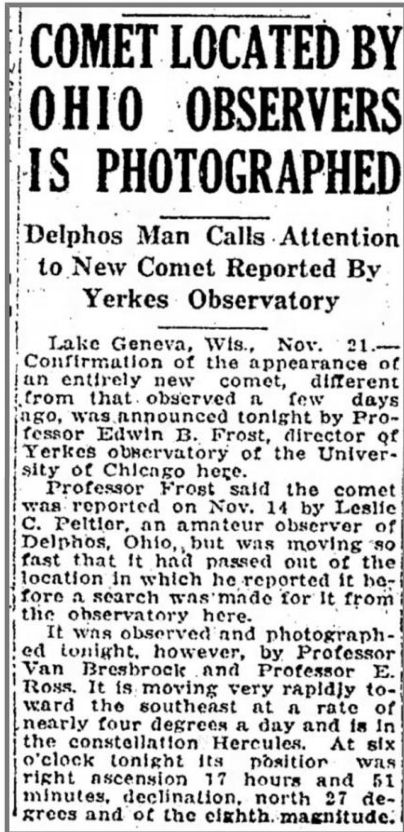 COMET LOCATED BY
OHIO OBSERVERS
IS PHOTOGRAPHED
Delphos Man Calls Attention
to New Comet Reported By
Yerkes Observatory
Lake Geneva, Wis., Nov. 21.—
Confirmation of the appearance of
an entirely new comet, different
from that observed a few days
ago, was announced tonight by Pro-
fessor Edwin B. Frost, director of
Yerkes observatory of the Univer-
sity of Chicago here.
Professor Frost said the comet
was reported on Nov. 14 by Leslie
C. Peltier, an amateur observer of
Delphos, Ohio, but was moving so
fast that it had passed out of the
location in which he reported it be-
fore a search was made for it from
the observatory here.
It was observed and photograph-
ed tonight, however, by Professor
Van Bresbrock and Professor E.
Ross. It is moving very rapidly to-
ward the southeast at a rate of
nearly four degrees a day and is in
the constellation Hercules. At six
o'clock tonight its position was
right ascension 17 hours and 51
minutes, declination, north 27 de-
grees and of the eighth magnitude.